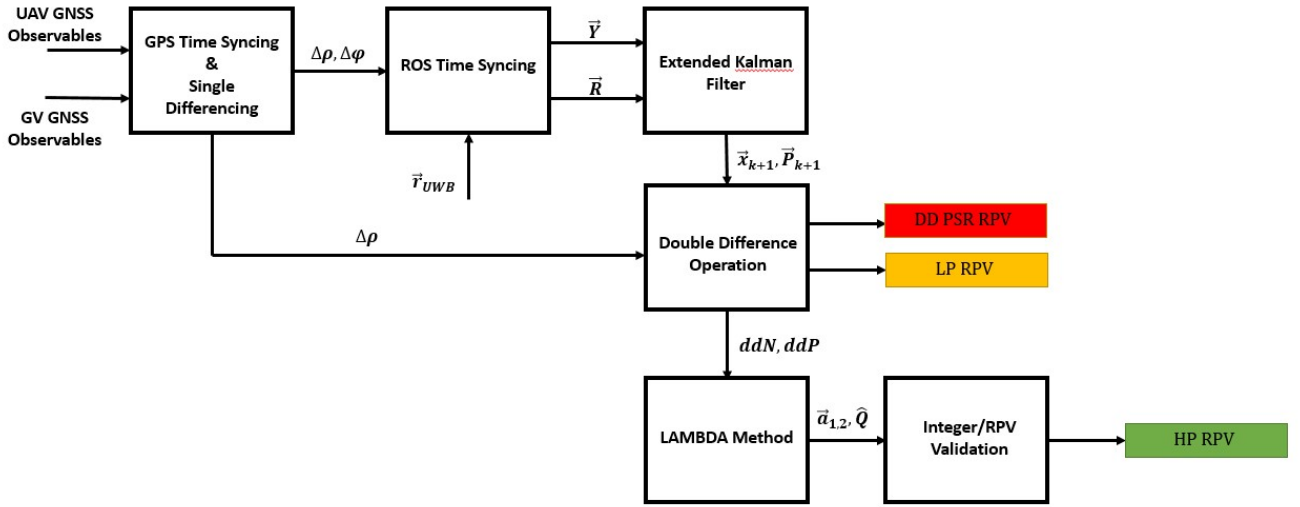 UAV GNSS
Observables
GV GNSS
Observables
GPS Time Syncing
&
Single
Differencing
Δρ, Δφ
ROS Time Syncing
r⃗_UWB
Y⃗
R⃗
Extended Kalman
Filter
x⃗_{k+1}, P⃗_{k+1}
Δρ
Double Difference
Operation
DD PSR RPV
LP RPV
ddN, ddP
LAMBDA Method
a⃗_{1,2}, Q̂
Integer/RPV
Validation
HP RPV